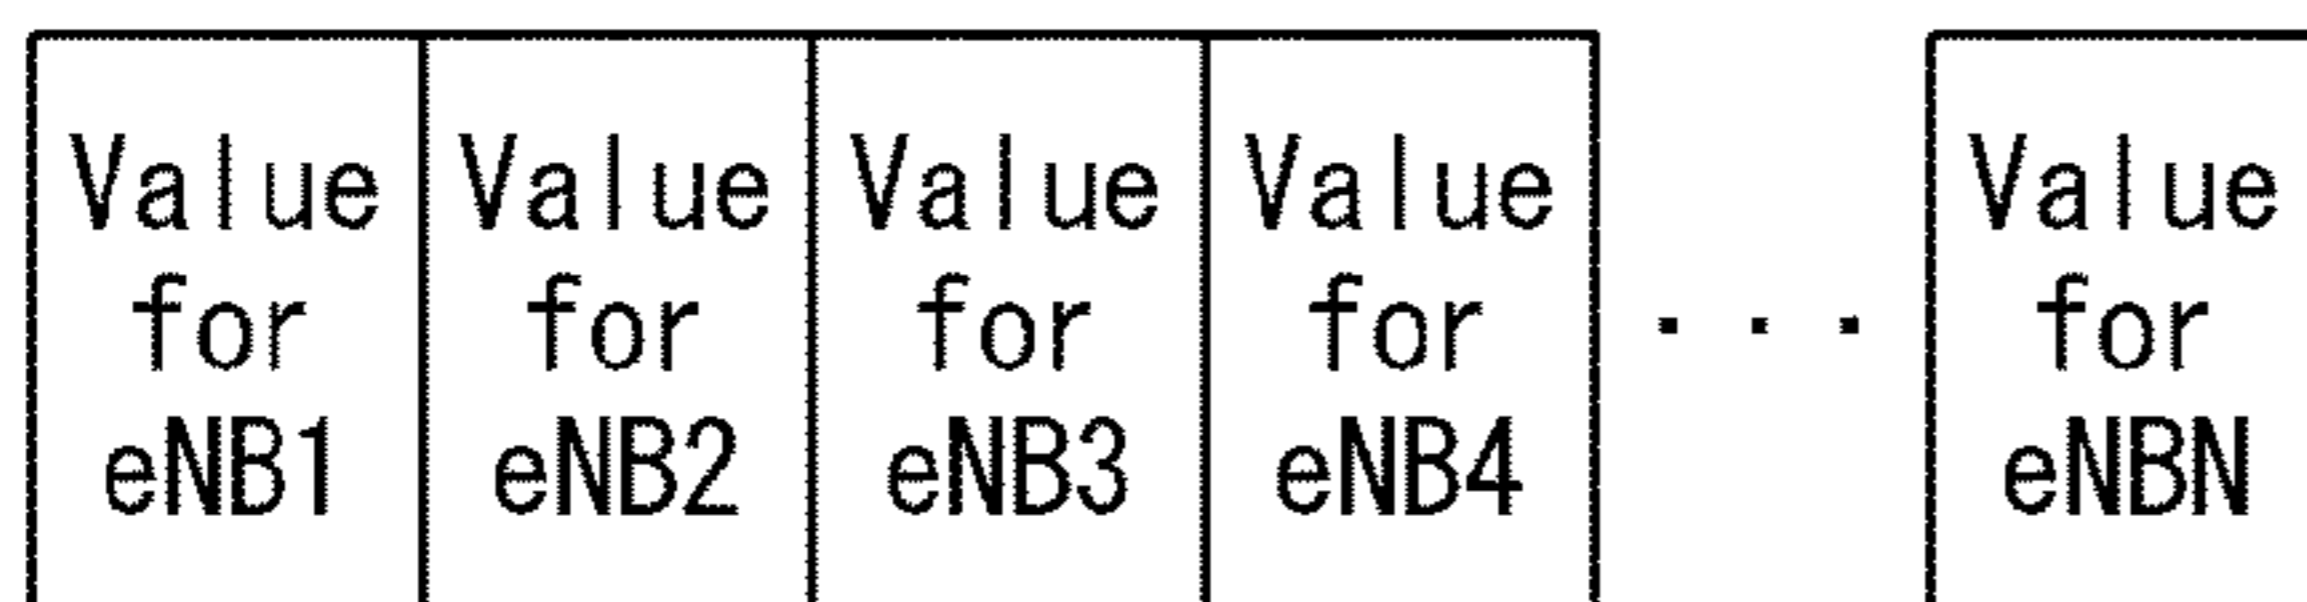 Value for eNB1
Value for eNB2
Value for eNB3
Value for eNB4
. . .
Value for eNBN